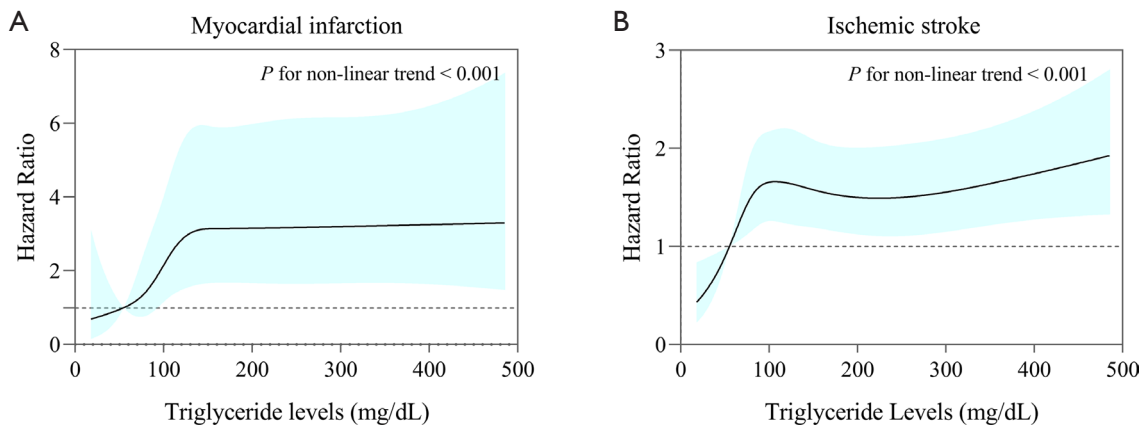 A
Myocardial infarction
P for non-linear trend < 0.001
Hazard Ratio
8
6
4
2
0
0 100 200 300 400 500
Triglyceride levels (mg/dL)
B
Ischemic stroke
P for non-linear trend < 0.001
Hazard Ratio
3
2
1
0
0 100 200 300 400 500
Triglyceride Levels (mg/dL)